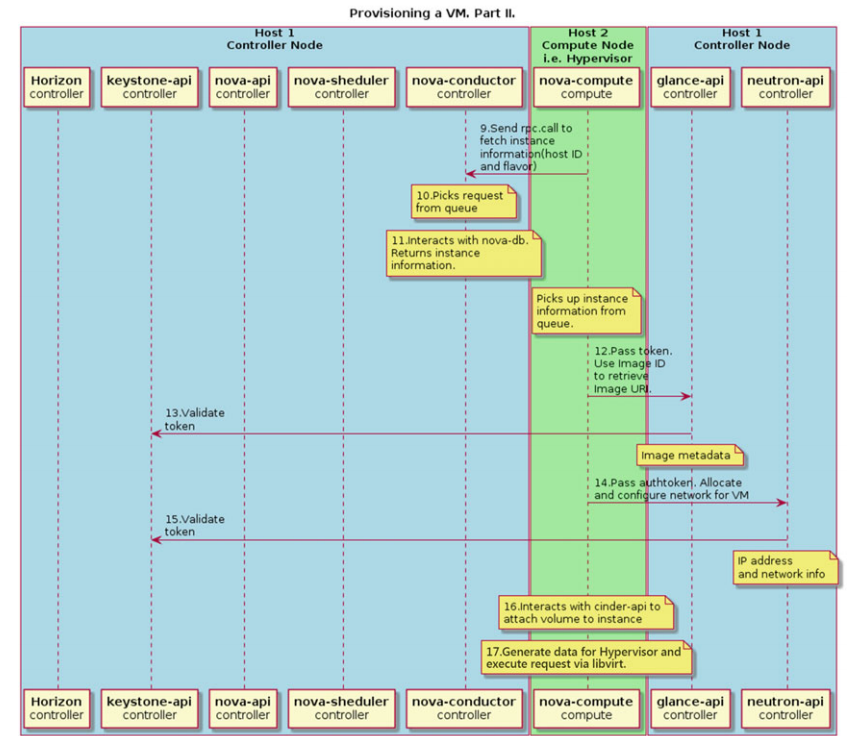 Provisioning a VM. Part II.
Host 1
Controller Node
Host 2
Compute Node
i.e. Hypervisor
Host 1
Controller Node
Horizon
controller
keystone-api
controller
nova-api
controller
nova-sheduler
controller
nova-conductor
controller
nova-compute
compute
glance-api
controller
neutron-api
controller
9.Send rpc.call to
fetch instance
information(host ID
and flavor)
10.Picks request
from queue
11.Interacts with nova-db.
Returns instance
information.
Picks up instance
information from
queue.
12.Pass token.
Use Image ID
to retrieve
Image URI.
13.Validate
token
Image metadata
14.Pass authtoken. Allocate
and configure network for VM
15.Validate
token
IP address
and network info
16.Interacts with cinder-api to
attach volume to instance
17.Generate data for Hypervisor and
execute request via libvirt.
Horizon
controller
keystone-api
controller
nova-api
controller
nova-sheduler
controller
nova-conductor
controller
nova-compute
compute
glance-api
controller
neutron-api
controller